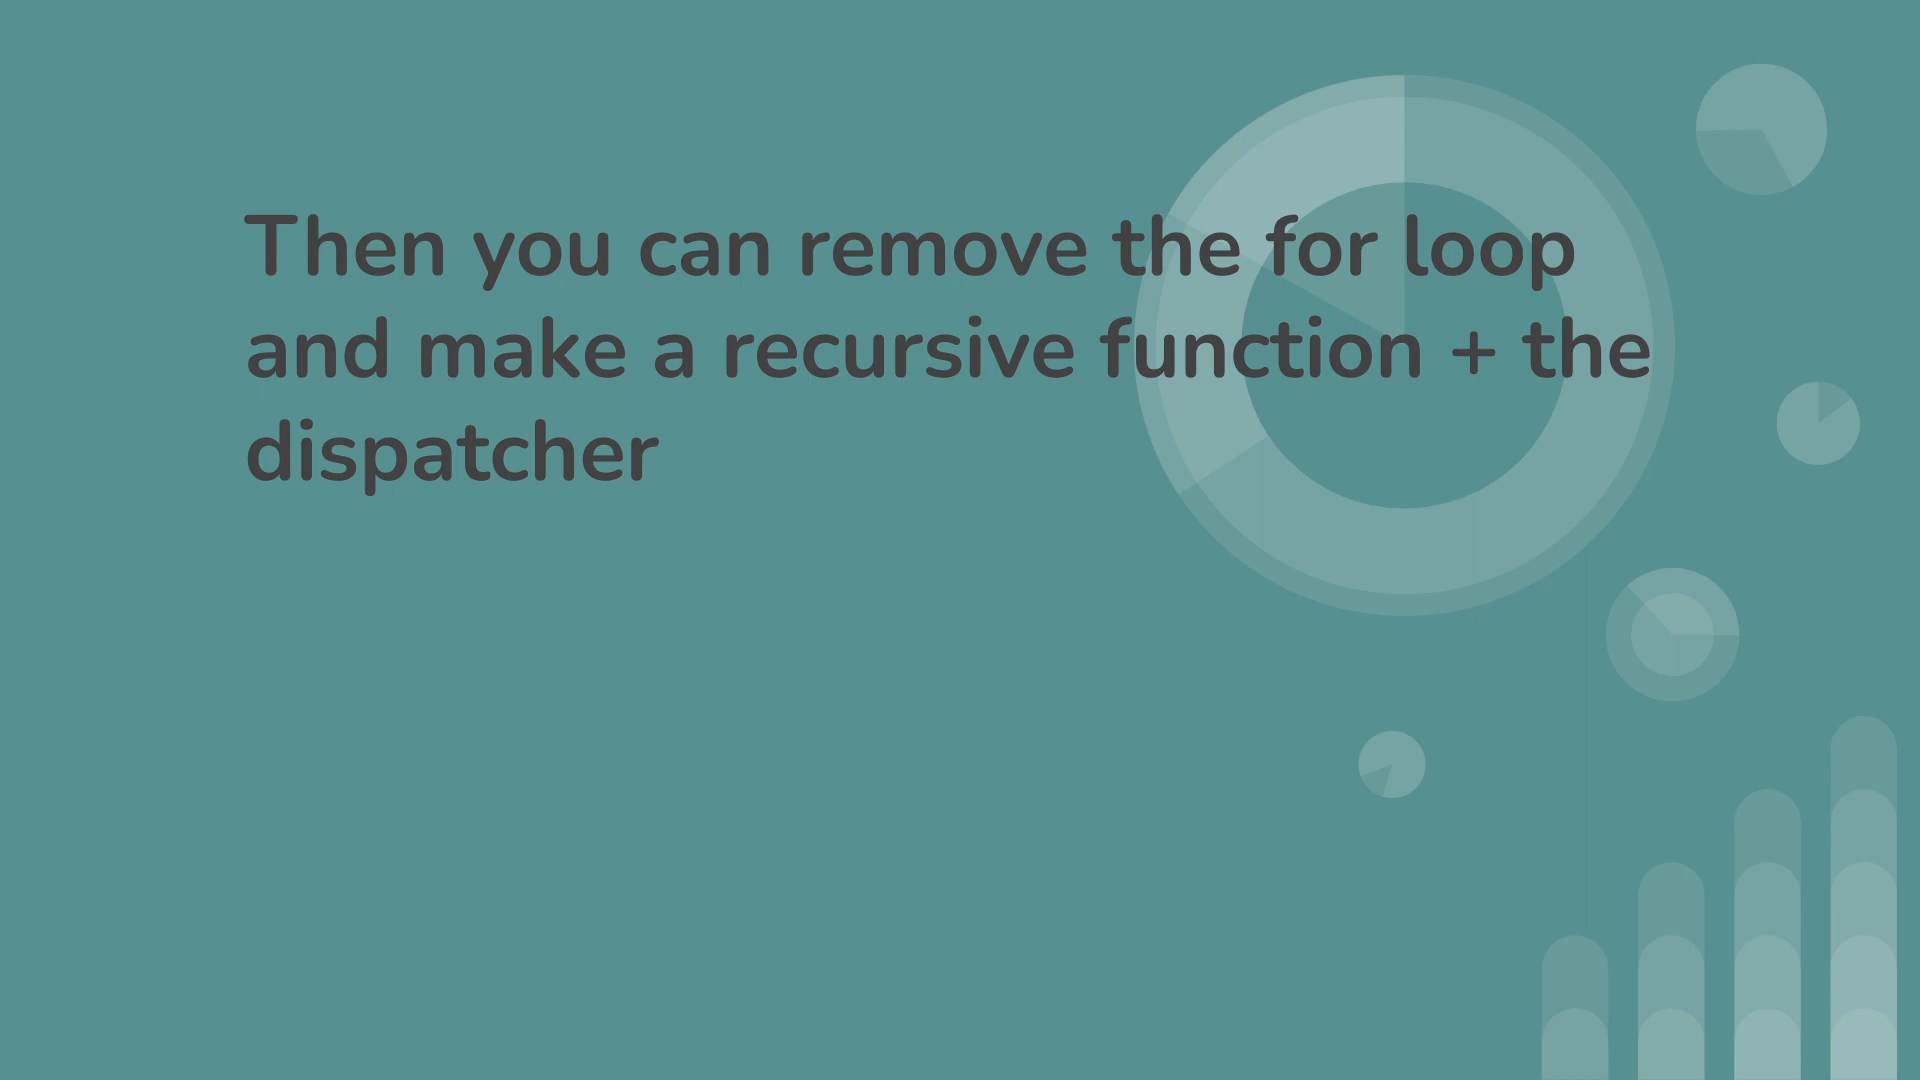 Then you can remove the for loop
and make a recursive function + the
dispatcher